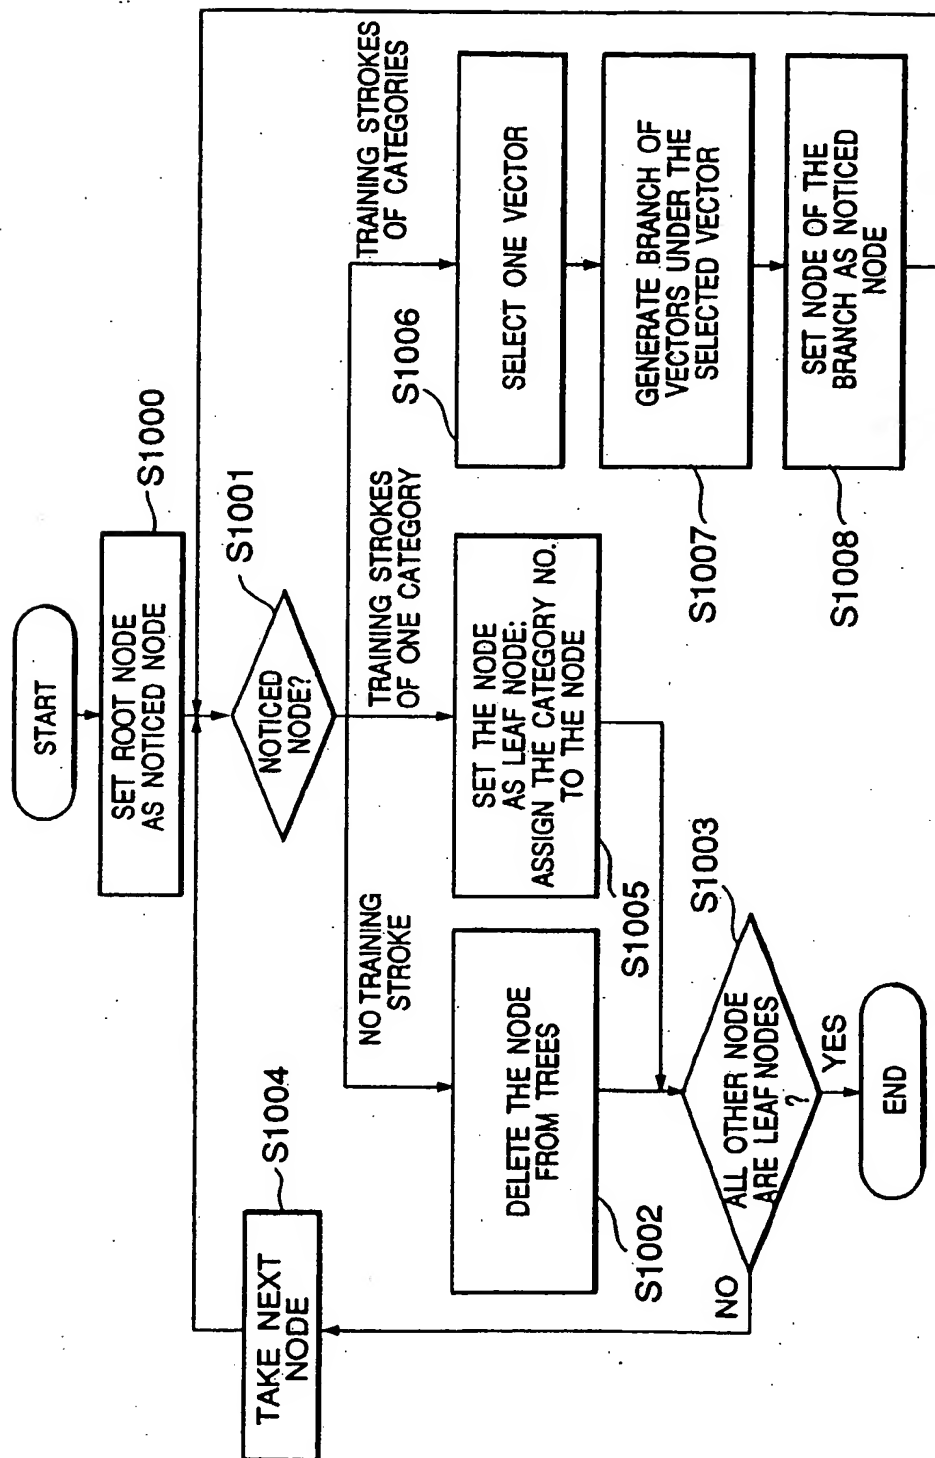 START
SET ROOT NODE
AS NOTICED NODE
S1000
NOTICED
NODE?
S1001
TAKE NEXT
NODE
S1004
NO TRAINING
STROKE
TRAINING STROKES
OF ONE CATEGORY
TRAINING STROKES
OF CATEGORIES
DELETE THE NODE
FROM TREES
S1002
SET THE NODE
AS LEAF NODE:
ASSIGN THE CATEGORY NO.
TO THE NODE
S1005
SELECT ONE VECTOR
S1006
GENERATE BRANCH OF
VECTORS UNDER THE
SELECTED VECTOR
S1007
SET NODE OF THE
BRANCH AS NOTICED
NODE
S1008
ALL OTHER NODE
ARE LEAF NODES
?
S1003
NO
YES
END